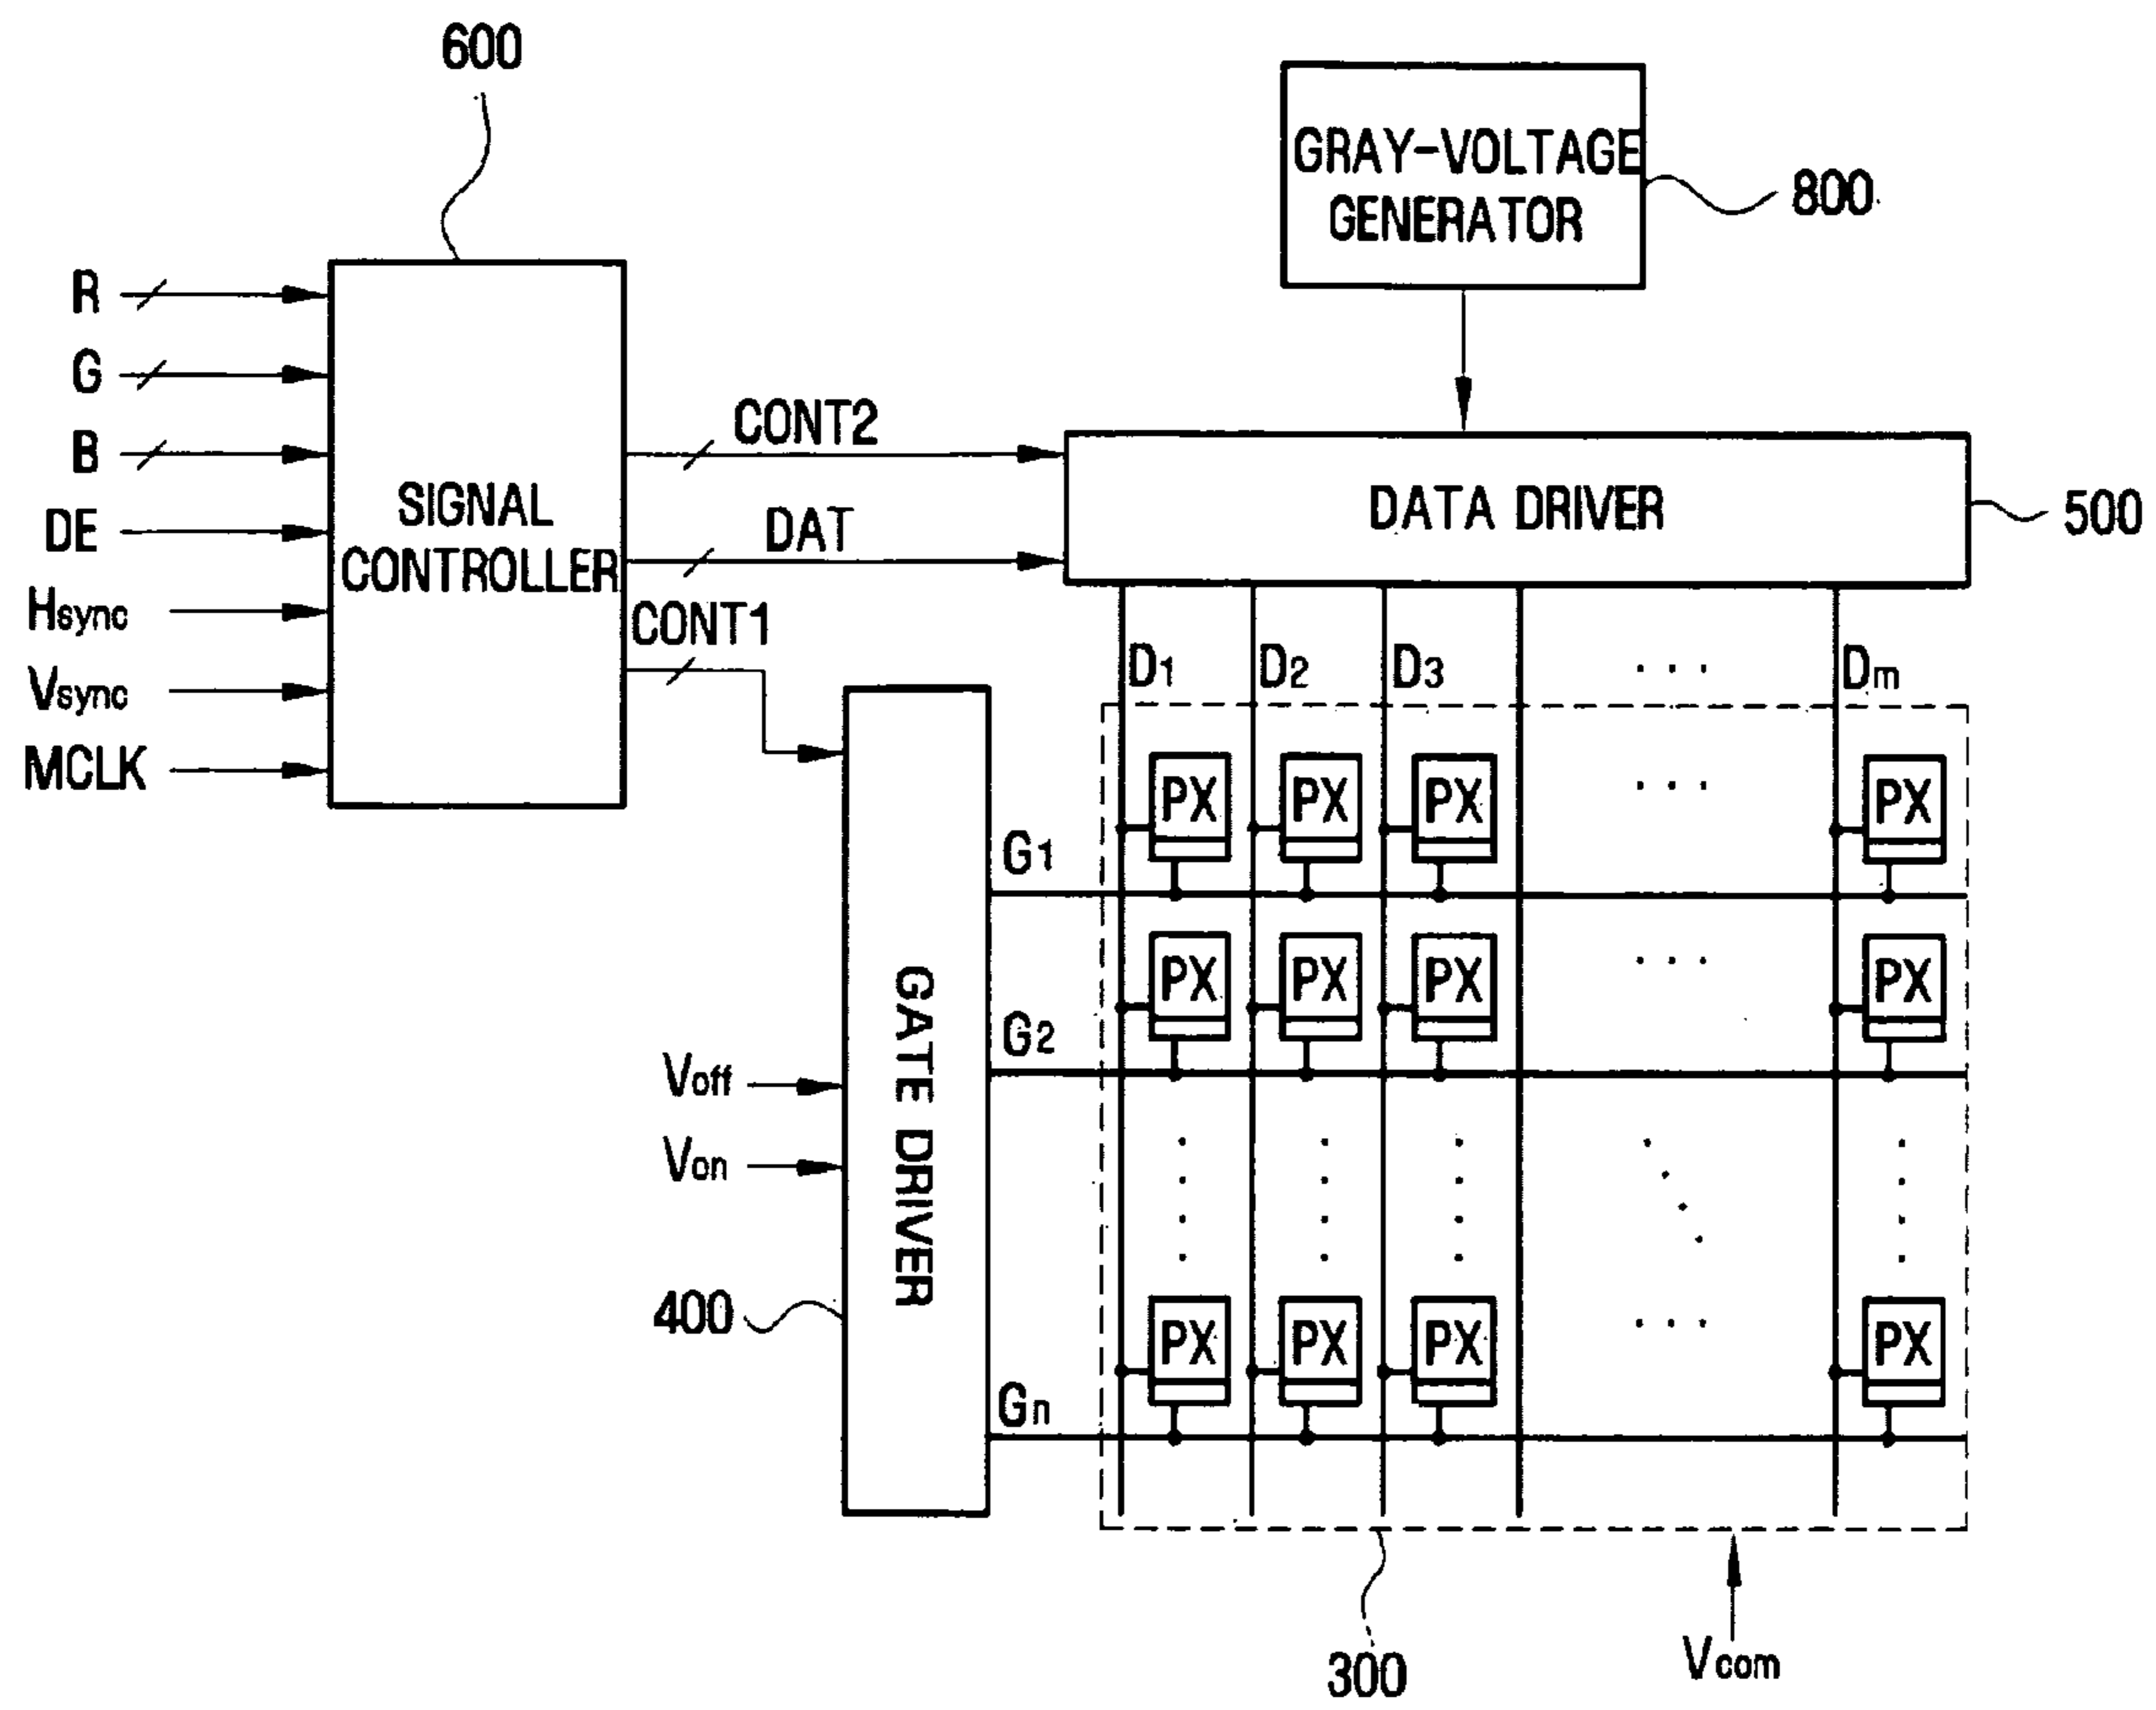 600
GRAY-VOLTAGE
GENERATOR
800
R
G
B
DE
Hsync
Vsync
MCLK
SIGNAL
CONTROLLER
CONT2
DAT
CONT1
DATA DRIVER
500
D1 D2 D3 ... Dm
PX PX PX ... PX
G1
PX PX PX ... PX
G2
Voff
Von
GATE DRIVER
400
PX PX PX ... PX
Gn
300
Vcom